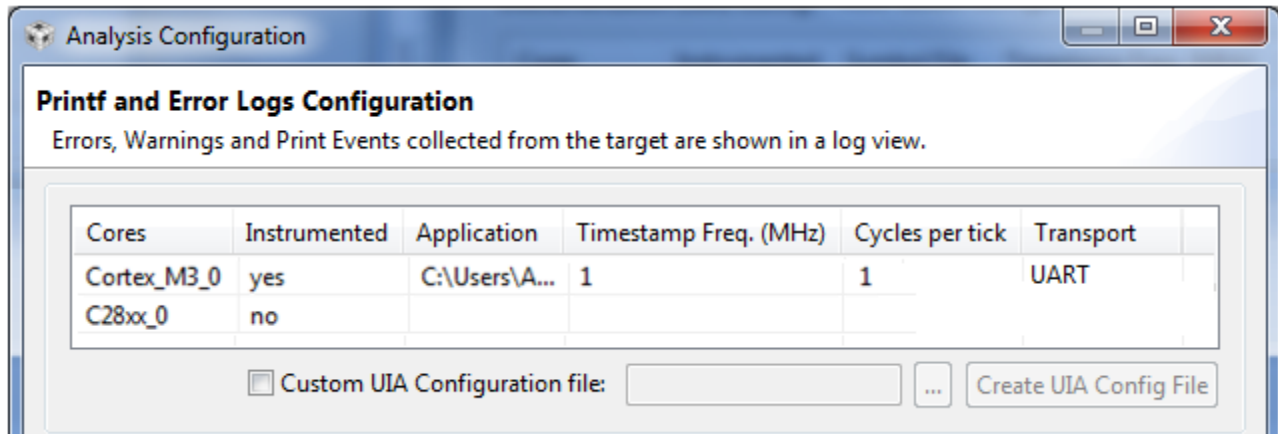 Analysis Configuration
Printf and Error Logs Configuration
Errors, Warnings and Print Events collected from the target are shown in a log view.
Cores Instrumented Application Timestamp Freq. (MHz) Cycles per tick Transport
Cortex_M3_0 yes C:\Users\A... 1 1 UART
C28xx_0 no
Custom UIA Configuration file: ... Create UIA Config File